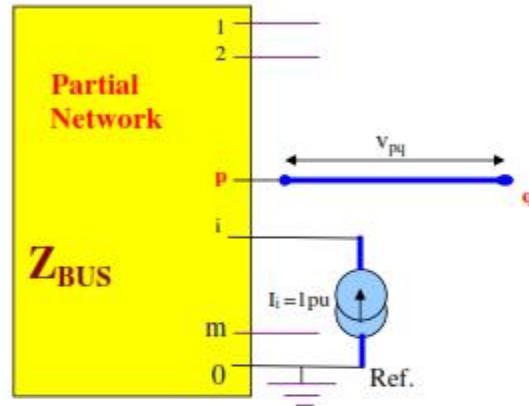 1
2
Partial
Network
v_pq
p
q
i
Z_BUS
I_i = 1pu
m
0
Ref.